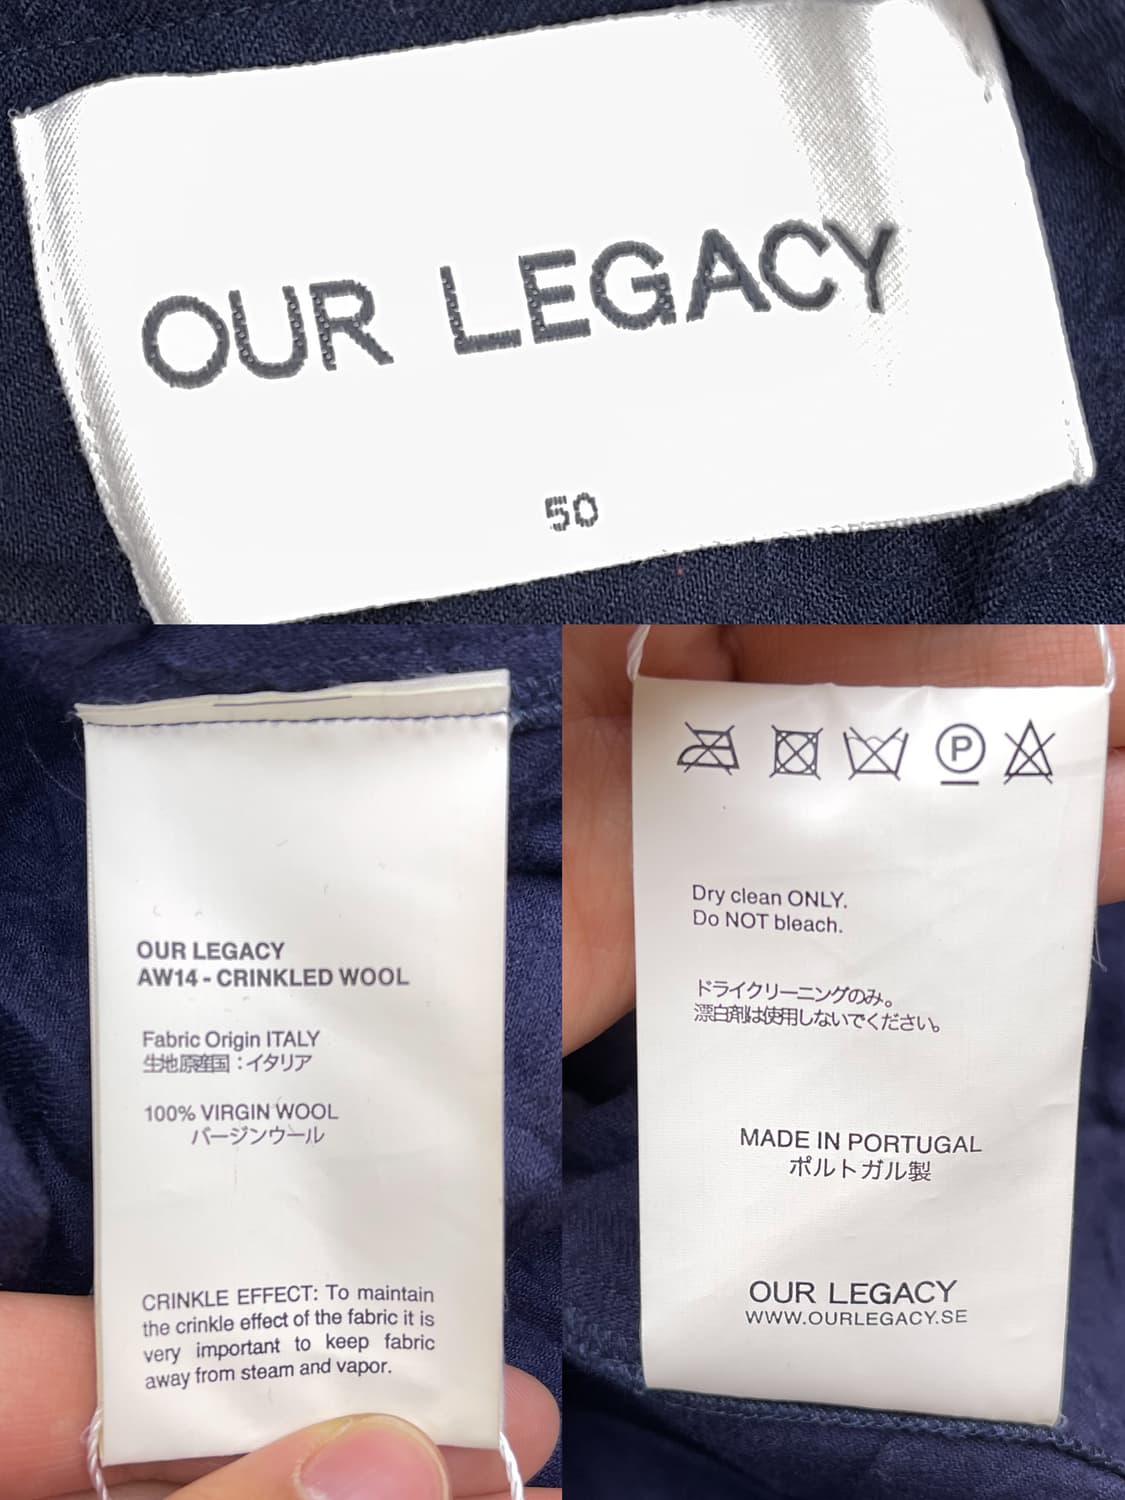 OUR LEGACY
50
OUR LEGACY
AW14 - CRINKLED WOOL
Fabric Origin ITALY
生地原産国：イタリア
100% VIRGIN WOOL
バージンウール
CRINKLE EFFECT: To maintain
the crinkle effect of the fabric it is
very important to keep fabric
away from steam and vapor.
P
Dry clean ONLY.
Do NOT bleach.
ドライクリーニングのみ。
漂白剤は使用しないでください。
MADE IN PORTUGAL
ポルトガル製
OUR LEGACY
WWW.OURLEGACY.SE